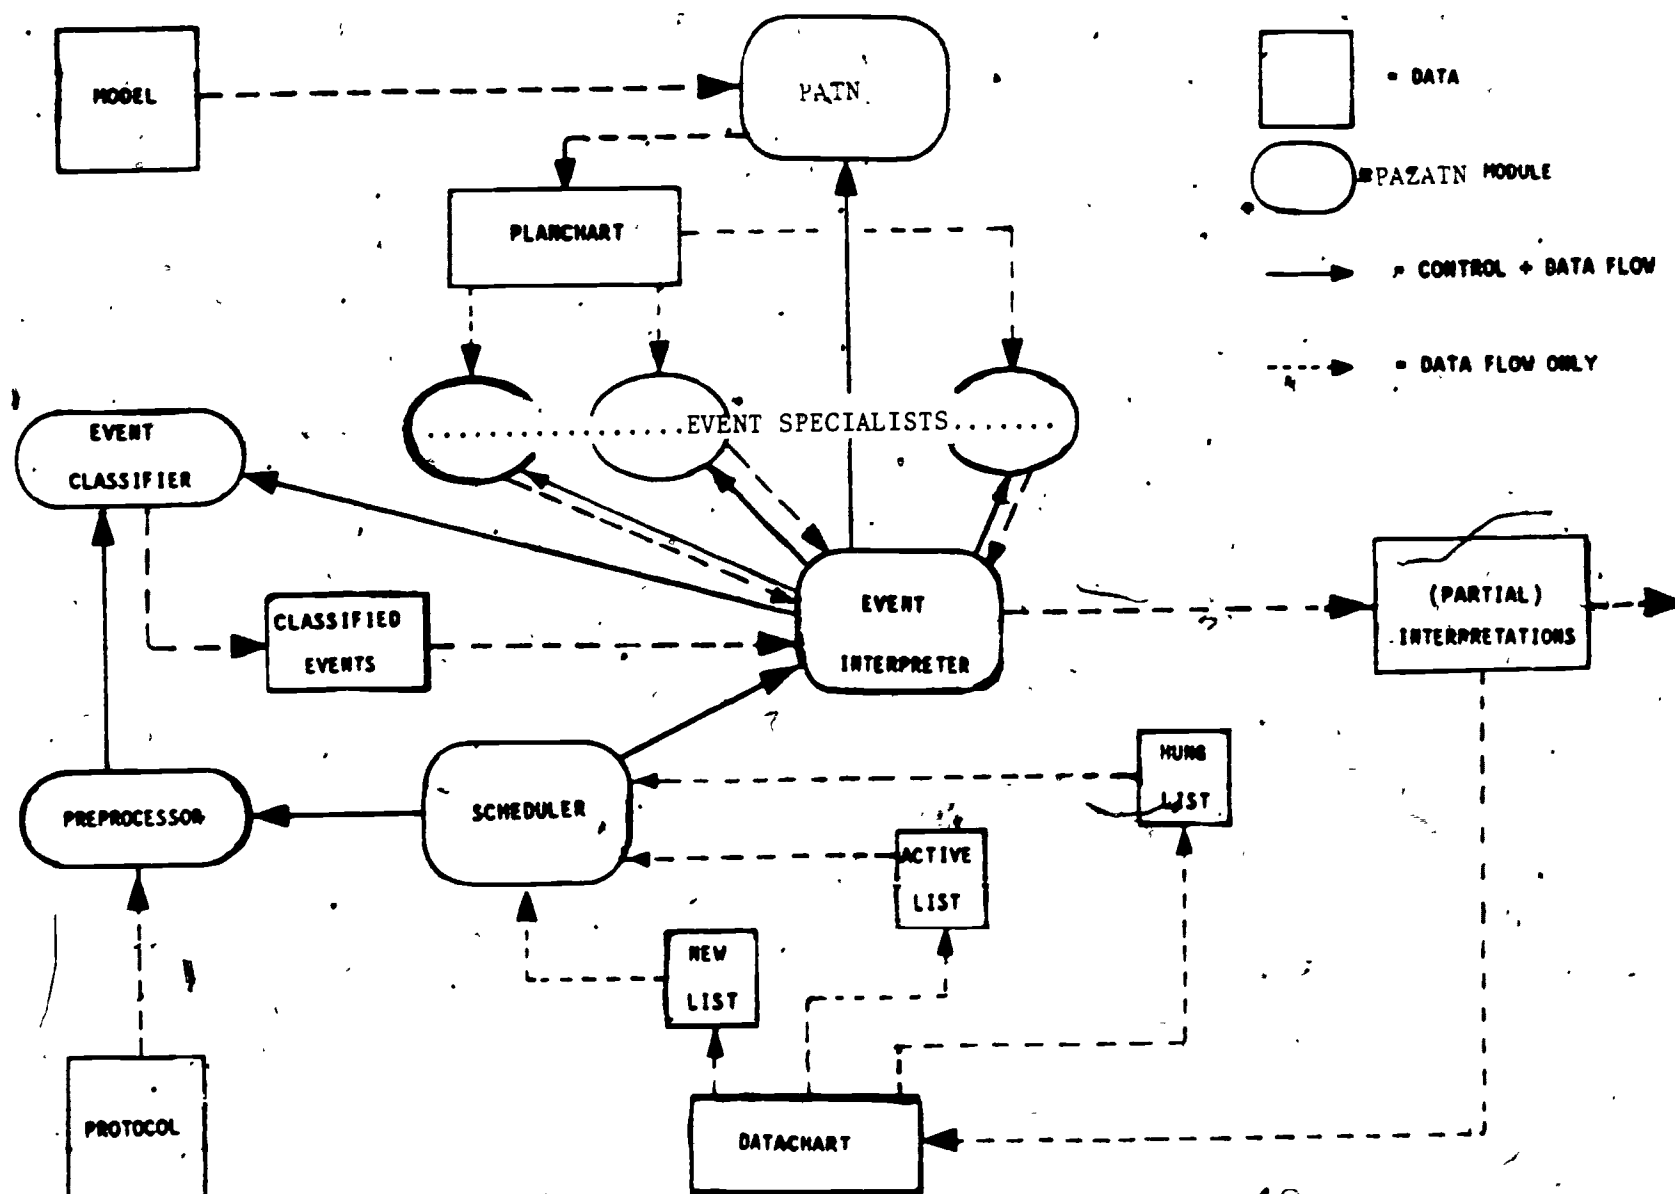 MODEL
PATN
= DATA
=PAZATN MODULE
PLANCHART
= CONTROL + DATA FLOW
= DATA FLOW ONLY
EVENT
CLASSIFIER
EVENT SPECIALISTS
CLASSIFIED
EVENTS
EVENT
INTERPRETER
(PARTIAL)
INTERPRETATIONS
PREPROCESSOR
SCHEDULER
HUNG
LIST
ACTIVE
LIST
NEW
LIST
PROTOCOL
DATACHART